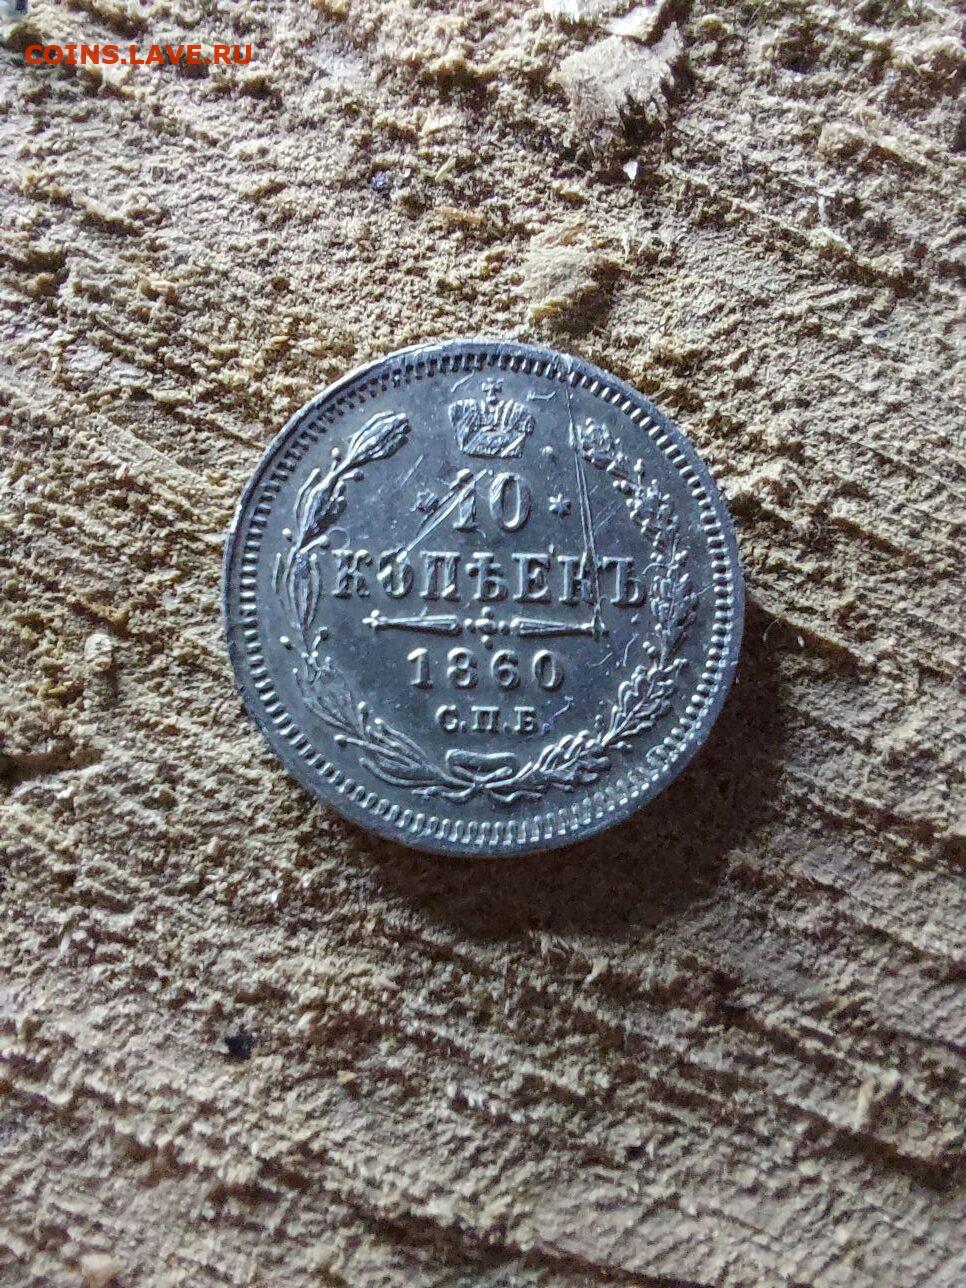 COINS.LAVE.RU
* 10 *
КОПѢЕКЪ
1860
С.П.Б.